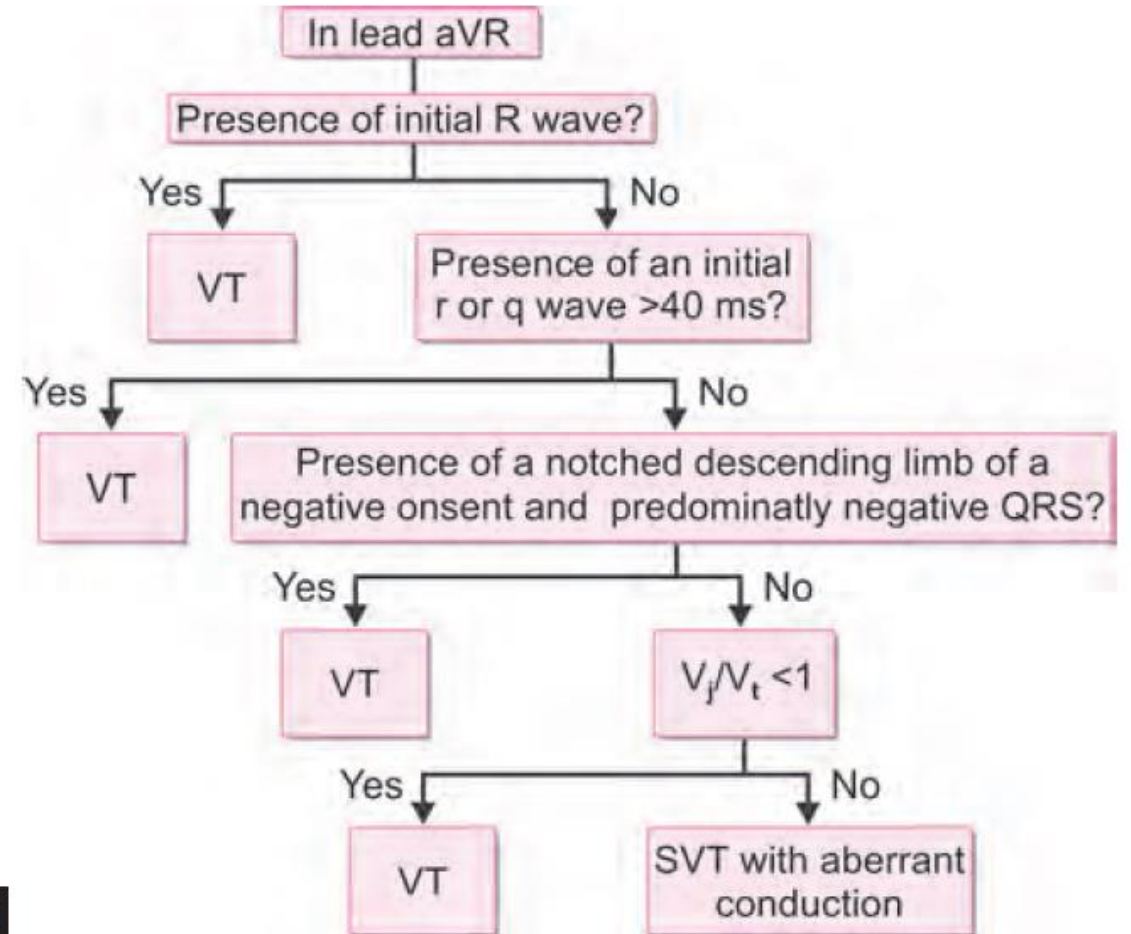 In lead aVR
Presence of initial R wave?
Yes
No
VT
Presence of an initial
r or q wave >40 ms?
Yes
No
VT
Presence of a notched descending limb of a
negative onsent and predominatly negative QRS?
Yes
No
VT
Vj/Vt <1
Yes
No
VT
SVT with aberrant
conduction